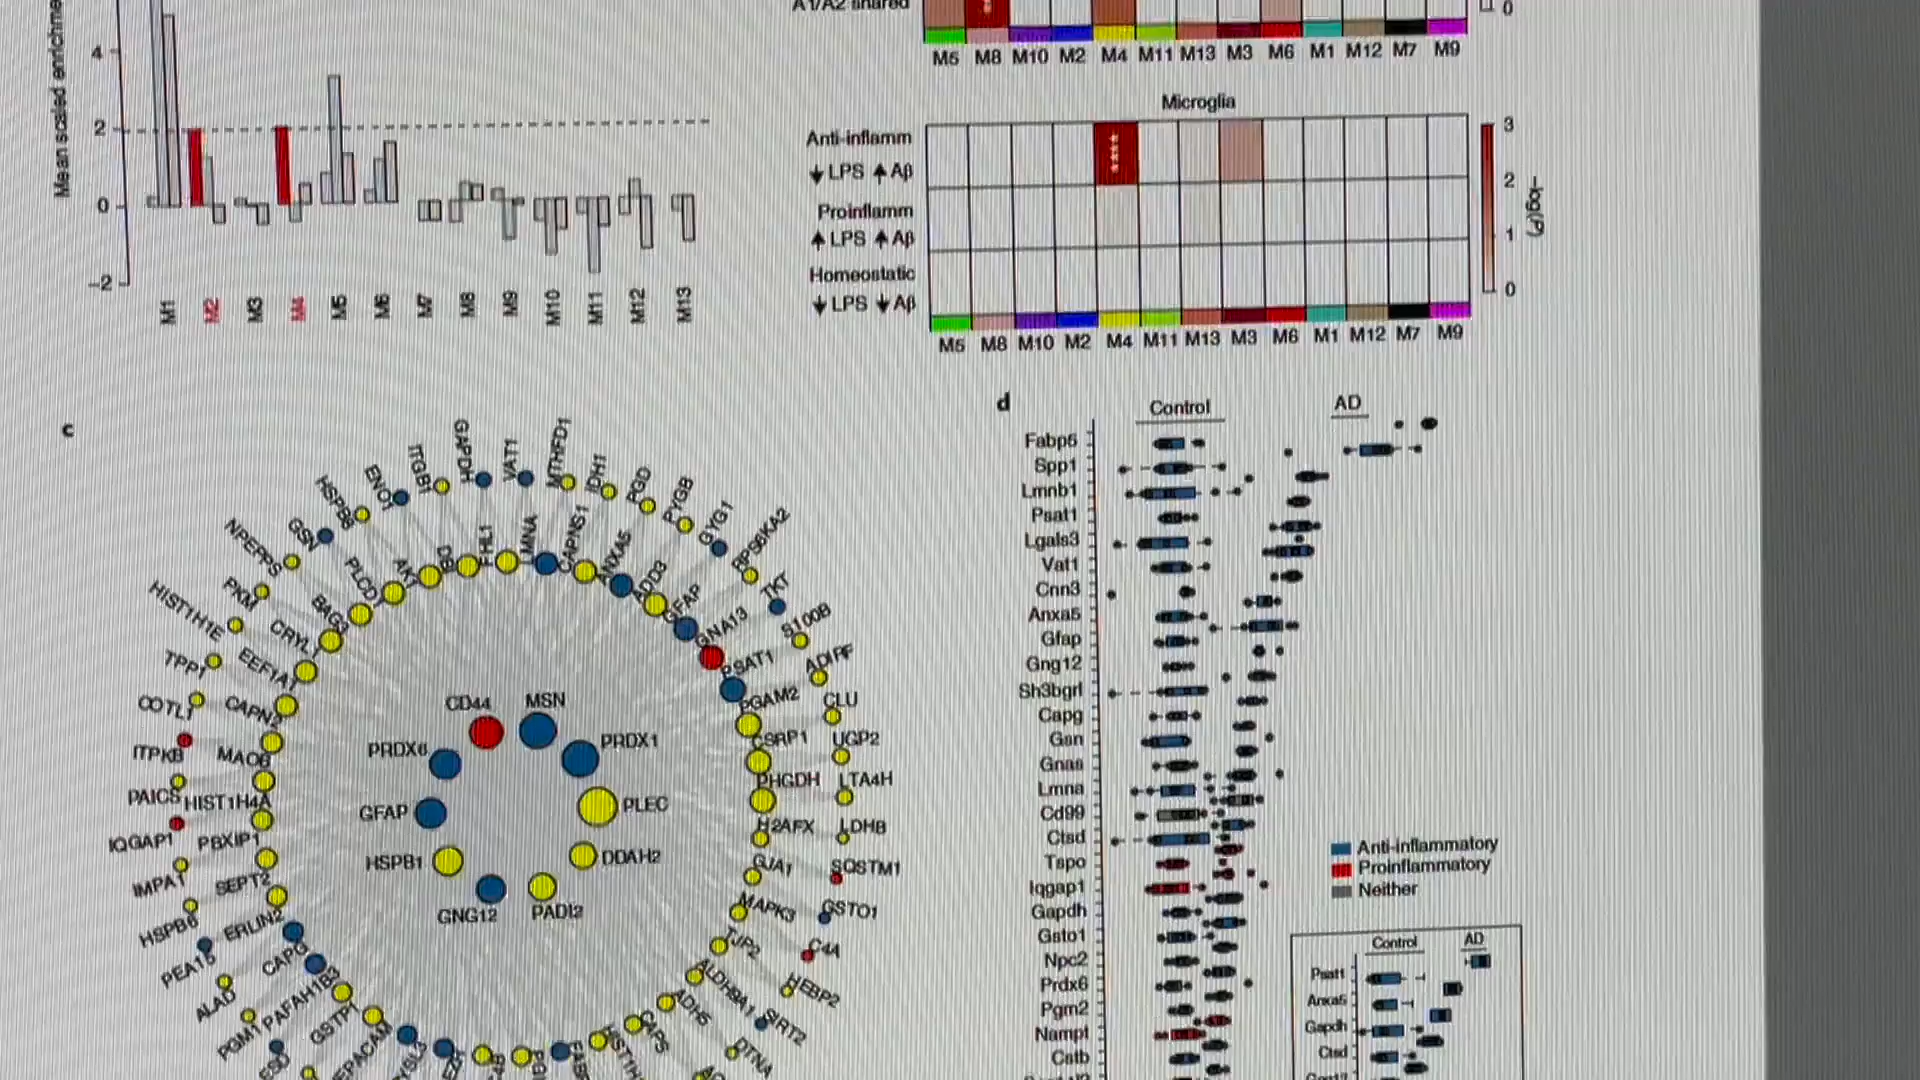 Mean scaled enrichme
4
2
0
–2
M1 M2 M3 M4 M5 M6 M7 M8 M9 M10 M11 M12 M13
A1/A2 shared
0
M5 M8 M10 M2 M4 M11 M13 M3 M6 M1 M12 M7 M9
Microglia
Anti-inflamm
↓LPS ↑Aβ
****
Proinflamm
↑LPS ↑Aβ
Homeostatic
↓LPS ↓Aβ
M5 M8 M10 M2 M4 M11 M13 M3 M6 M1 M12 M7 M9
3
2
1
0
–log(P)
c
HSPB8
ENO1
ITGB1
GAPDH
VAT1
MTHFD1
IDH1
PGD
PYGB
GYG1
RPS6KA2
TKT
S100B
ADIRF
CLU
UGP2
LTA4H
LDHB
SQSTM1
GSTO1
C4A
HEBP2
SIRT2
DTNA
GSN
NPEPPS
PKM
HIST1H1E
TPP1
COTL1
ITPKB
PAICS
IQGAP1
IMPA1
HSPB6
PEA15
ALAD
PGM1
FHL1
LMNA
CAPNS1
ANXA5
ADD3
GFAP
GNA13
PSAT1
PGAM2
CSRP1
PHGDH
H2AFX
GJA1
MAPK3
TJP2
ALDH9A1
ADH5
CAPS
PLCD1
BAG3
CRYL1
EEF1A1
CAPN2
MAOB
HIST1H4A
PBXIP1
SEPT2
ERLIN2
CAPG
PAFAH1B3
GSTP1
CD44
MSN
PRDX6
PRDX1
GFAP
PLEC
HSPB1
DDAH2
GNG12
PADI2
d
Control
AD
Fabp5
Spp1
Lmnb1
Psat1
Lgals3
Vat1
Cnn3
Anxa5
Gfap
Gng12
Sh3bgrl
Capg
Gsn
Gnas
Lmna
Cd99
Ctsd
Tspo
Iqgap1
Gapdh
Gsto1
Npc2
Prdx6
Pgm2
Nampt
Cstb
Anti-inflammatory
Proinflammatory
Neither
Control
AD
Psat1
Anxa5
Gapdh
Ctsd